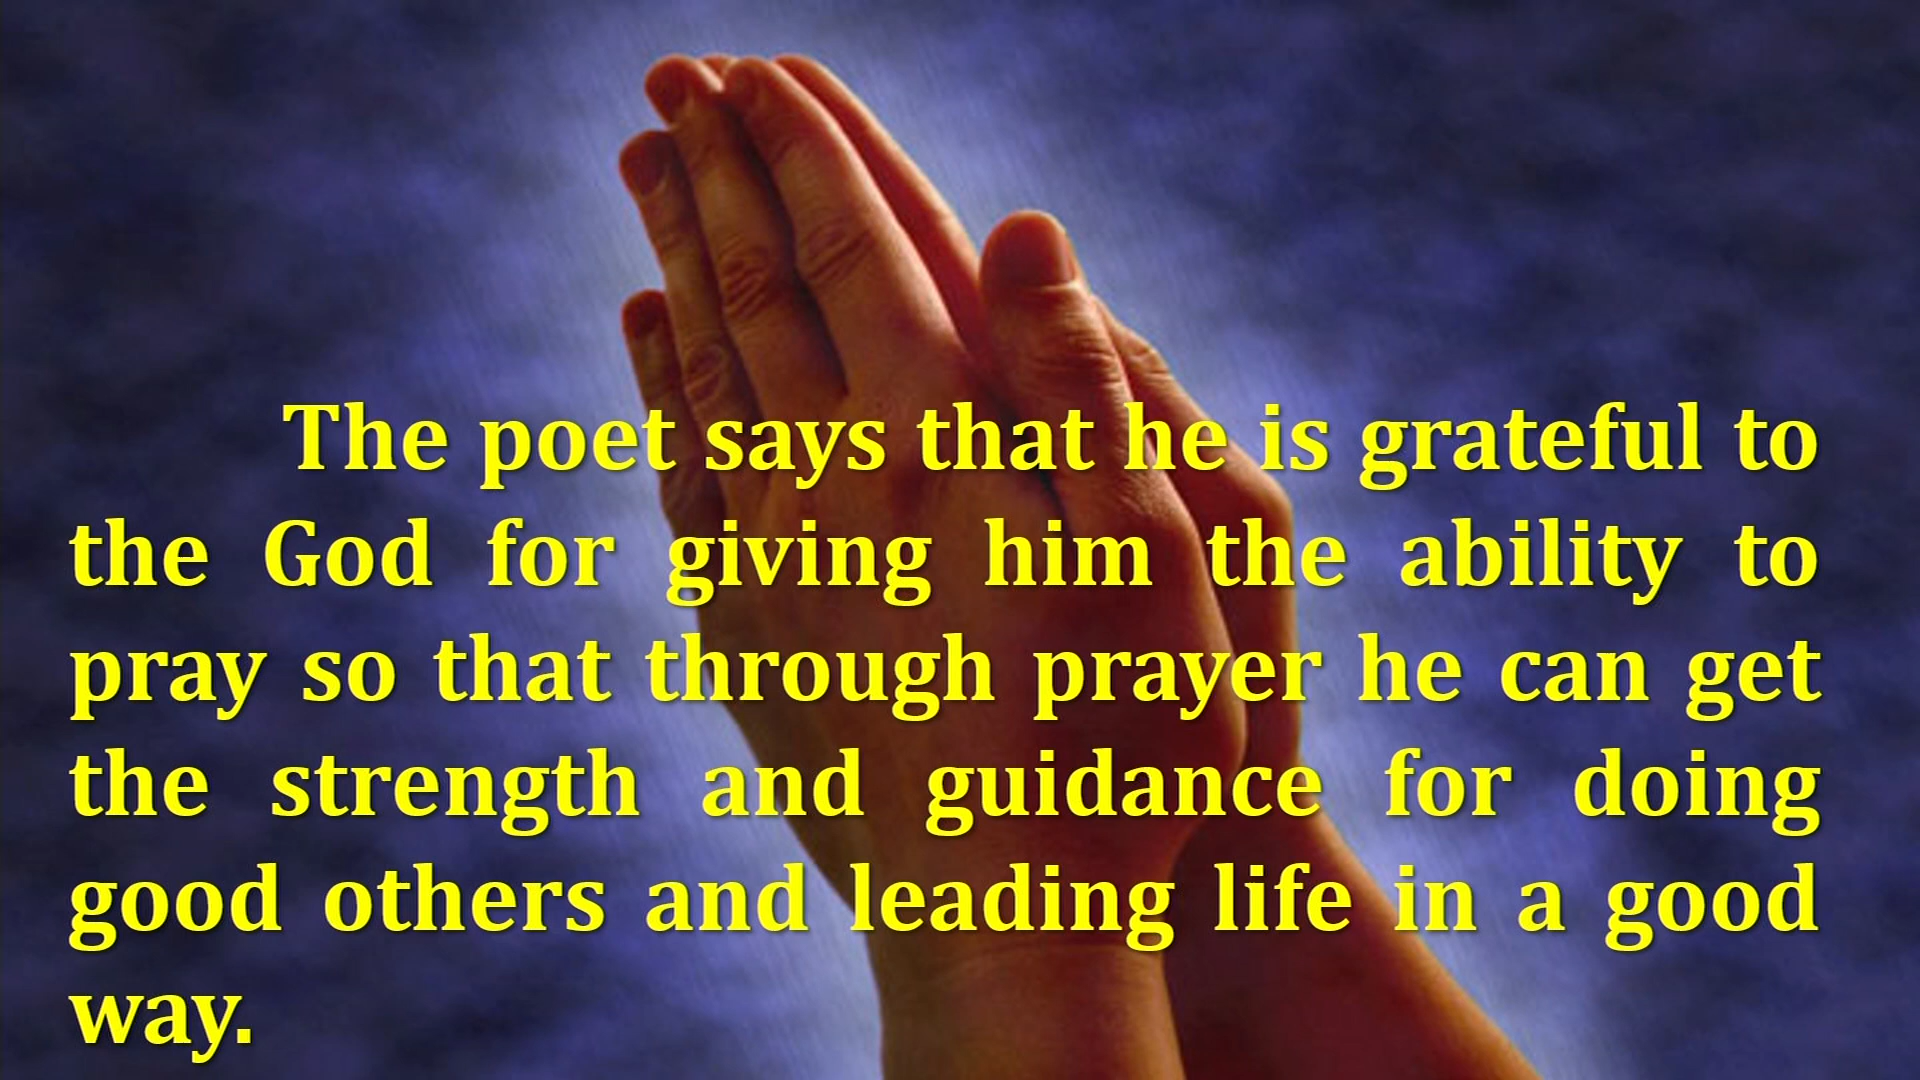 The poet says that he is grateful to
the God for giving him the ability to
pray so that through prayer he can get
the strength and guidance for doing
good others and leading life in a good
way.